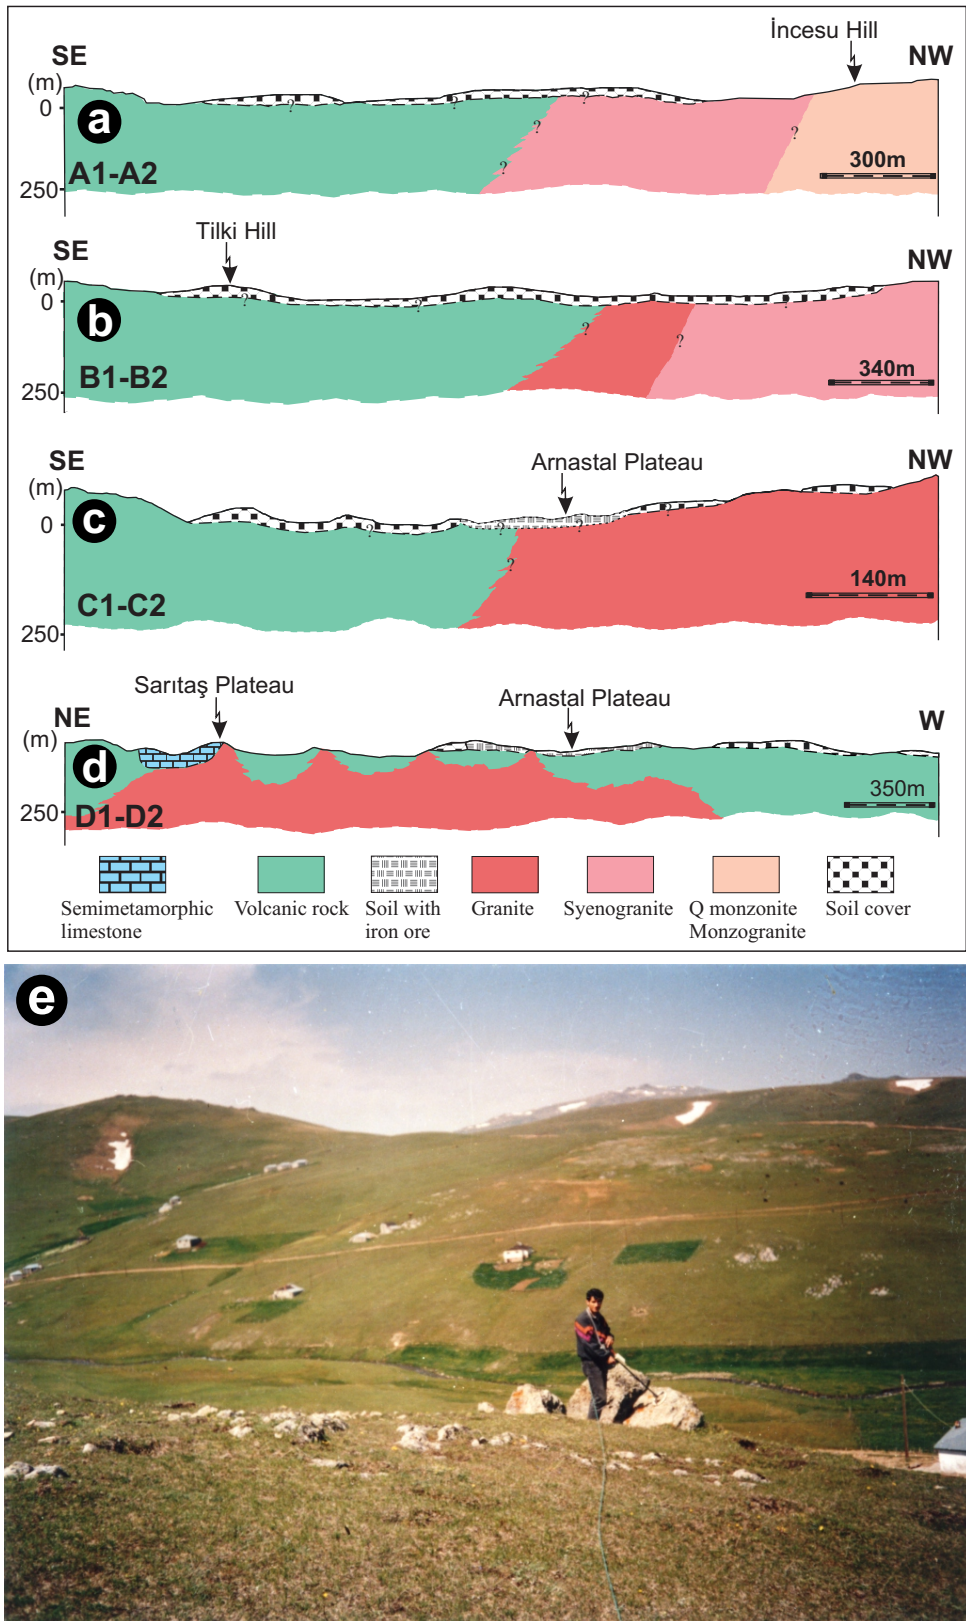 İncesu Hill
SE
NW
(m)
0
a
?
?
?
?
?
?
A1-A2
300m
250
Tilki Hill
SE
NW
(m)
0
?
?
?
b
?
?
B1-B2
340m
250
Arnastal Plateau
SE
NW
(m)
0
c
?
?
?
?
?
C1-C2
140m
250
Sarıtaş Plateau
Arnastal Plateau
NE
W
(m)
d
D1-D2
350m
250
Semimetamorphic
limestone
Volcanic rock
Soil with
iron ore
Granite
Syenogranite
Q monzonite
Monzogranite
Soil cover
e